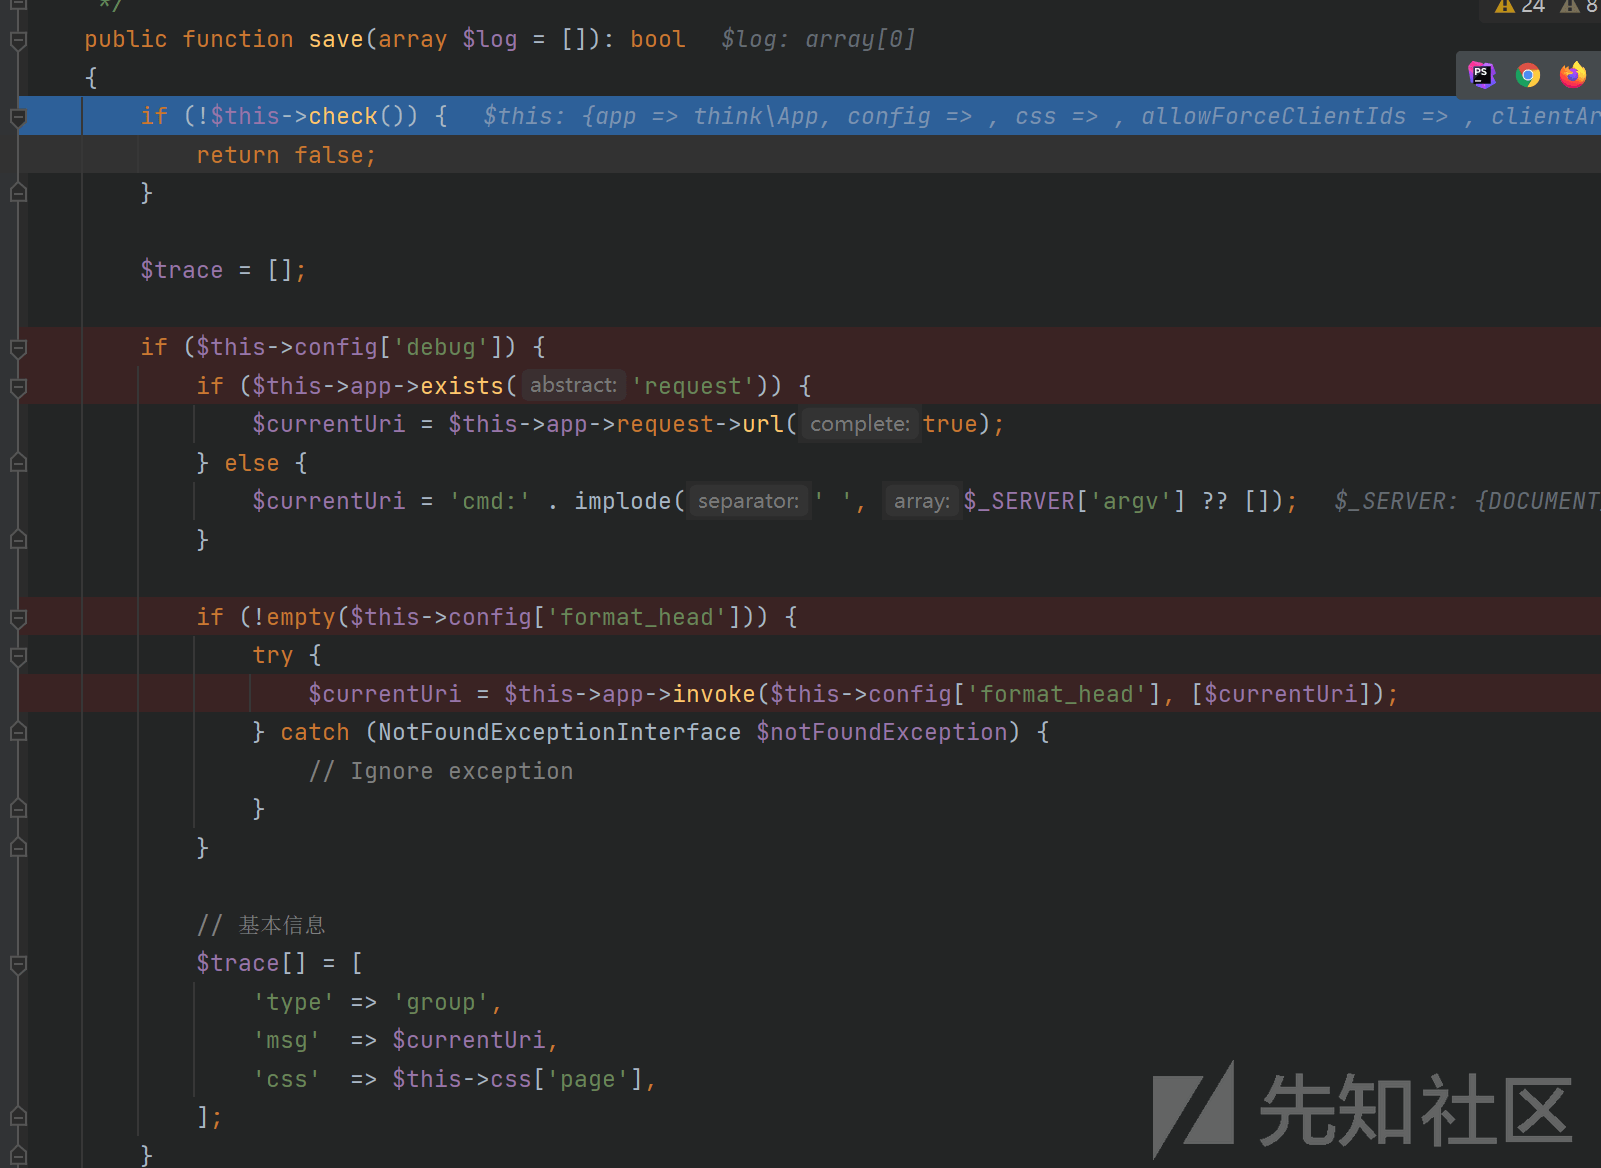 */
24 8
public function save(array $log = []): bool $log: array[0]
{
PS
if (!$this->check()) { $this: {app => think\App, config => , css => , allowForceClientIds => , clientAr
return false;
}
$trace = [];
if ($this->config['debug']) {
if ($this->app->exists( abstract: 'request')) {
$currentUri = $this->app->request->url( complete: true);
} else {
$currentUri = 'cmd:' . implode( separator: ' ', array: $_SERVER['argv'] ?? []); $_SERVER: {DOCUMENT
}
if (!empty($this->config['format_head'])) {
try {
$currentUri = $this->app->invoke($this->config['format_head'], [$currentUri]);
} catch (NotFoundExceptionInterface $notFoundException) {
// Ignore exception
}
}
// 基本信息
$trace[] = [
'type' => 'group',
'msg' => $currentUri,
'css' => $this->css['page'],
];
}
先知社区